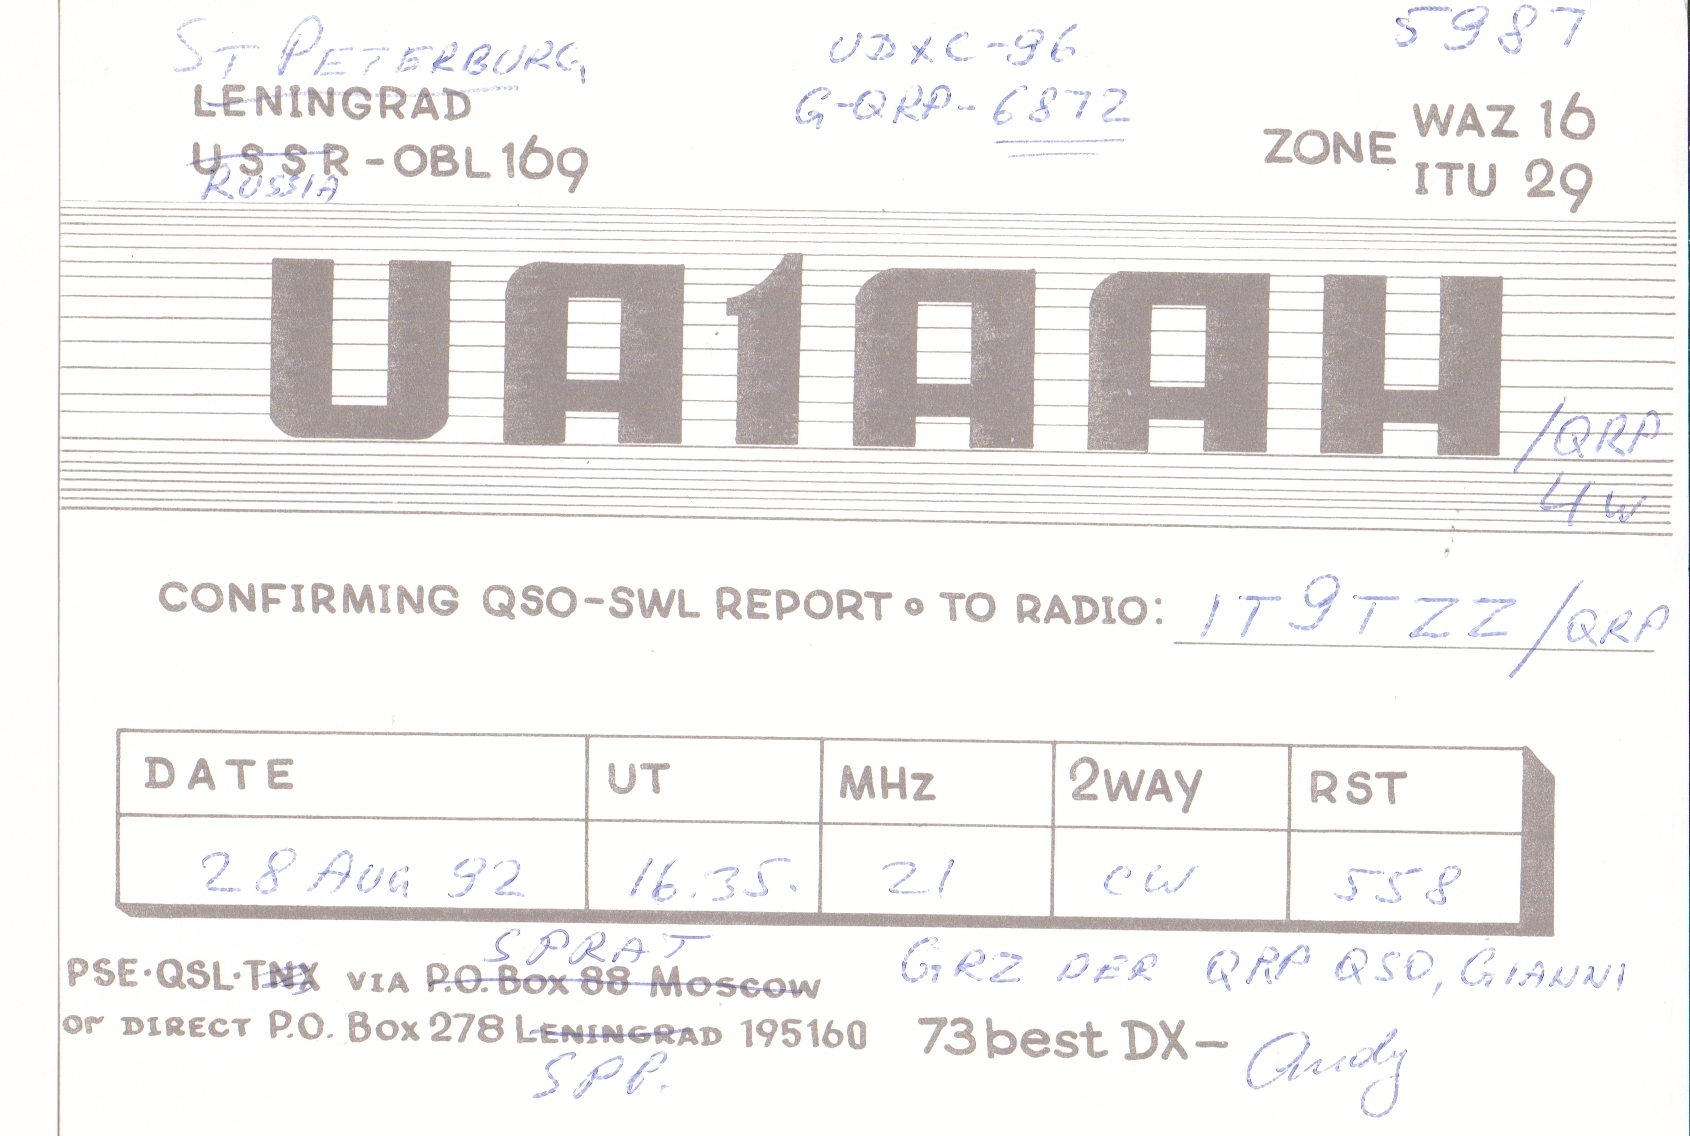 ST PETERBURG
UDXC-96
5987
LENINGRAD
G-QRP-6872
USSR - OBL 169
RUSSIA
ZONE WAZ 16
ITU 29
UA1AAH /QRP
4W
CONFIRMING QSO-SWL REPORT • TO RADIO: IT9TZZ/QRP
DATE UT MHz 2WAY RST
28 AUG 92 16.35. 21 CW 558
SPRAT
PSE·QSL·TNX VIA P.O. Box 88 Moscow
GRZ PER QRP QSO, GIANNI
or DIRECT P.O. Box 278 LENINGRAD 195160
73 best DX– Andy
SPP.